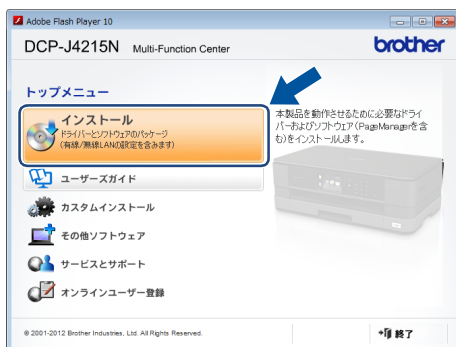 Adobe Flash Player 10
DCP-J4215N Multi-Function Center
brother
トップメニュー
インストール
ドライバーとソフトウェアのパッケージ
(有線/無線LANの設定を含みます)
本製品を動作させるために必要なドライ
バーおよびソフトウェア(PageManagerを含
む)をインストールします。
ユーザーズガイド
カスタムインストール
その他ソフトウェア
サービスとサポート
オンラインユーザー登録
© 2001-2012 Brother Industries, Ltd. All Rights Reserved.
終了